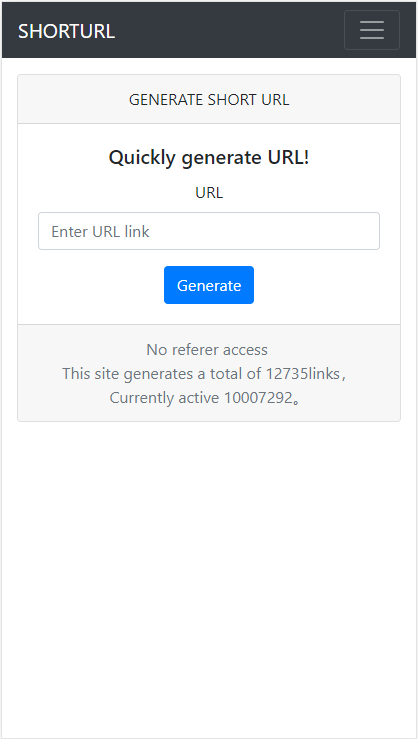 SHORTURL
GENERATE SHORT URL
Quickly generate URL!
URL
Enter URL link
Generate
No referer access
This site generates a total of 12735links，
Currently active 10007292。